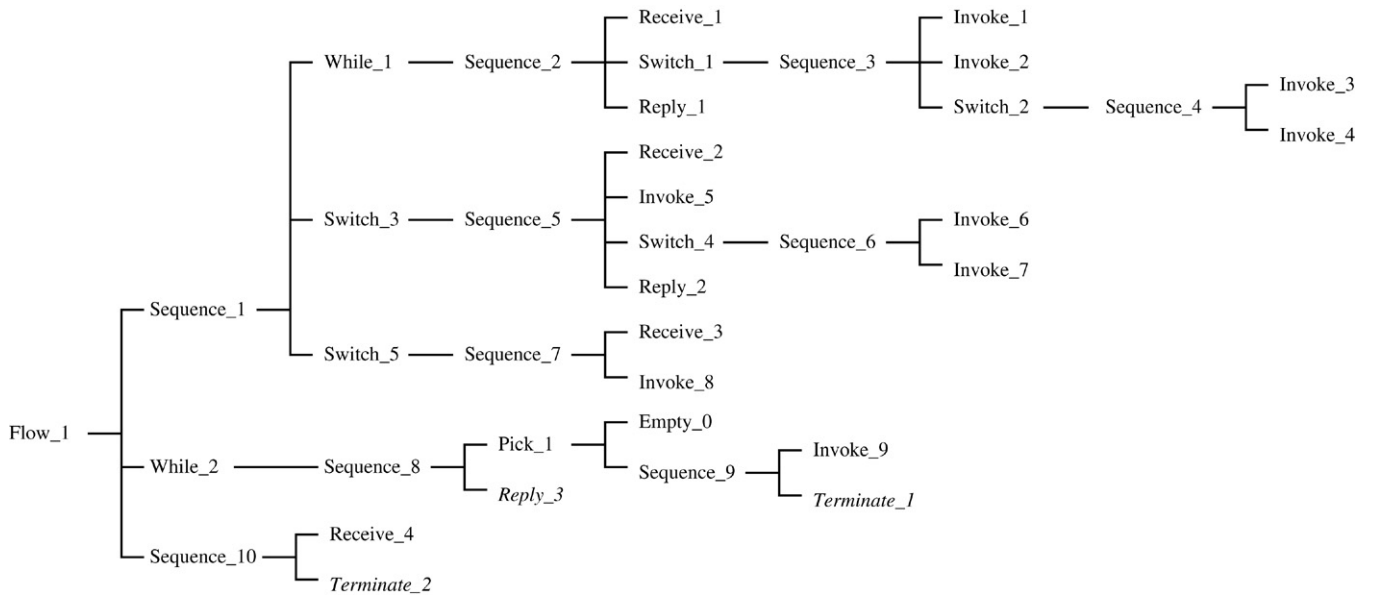 Receive_1 Invoke_1
While_1 Sequence_2 Switch_1 Sequence_3 Invoke_2
Invoke_3
Reply_1 Switch_2 Sequence_4
Invoke_4
Receive_2
Invoke_5
Switch_3 Sequence_5 Invoke_6
Switch_4 Sequence_6
Invoke_7
Reply_2
Sequence_1
Receive_3
Switch_5 Sequence_7
Invoke_8
Empty_0
Flow_1
Pick_1 Invoke_9
While_2 Sequence_8 Sequence_9
Reply_3 Terminate_1
Receive_4
Sequence_10
Terminate_2